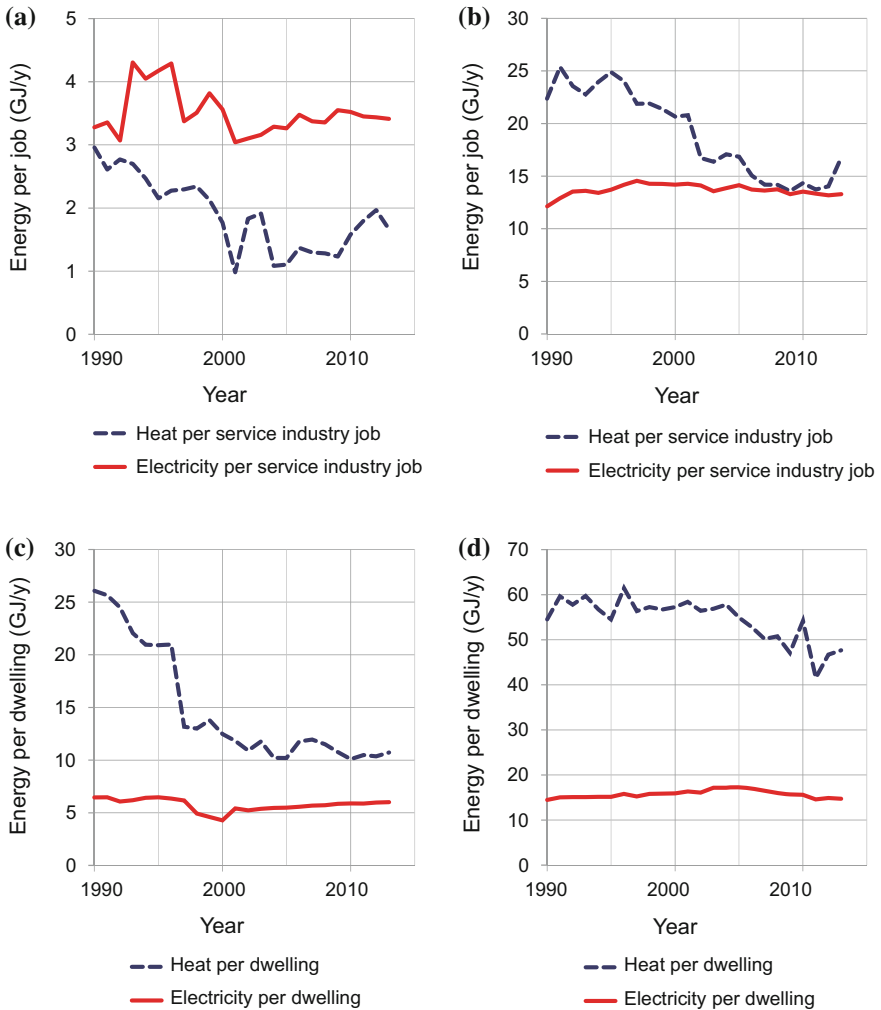 (a)
5
4
3
2
1
0
Energy per job (GJ/y)
1990
2000
2010
Year
Heat per service industry job
Electricity per service industry job
(b)
30
25
20
15
10
5
0
Energy per job (GJ/y)
1990
2000
2010
Year
Heat per service industry job
Electricity per service industry job
(c)
30
25
20
15
10
5
0
Energy per dwelling (GJ/y)
1990
2000
2010
Year
Heat per dwelling
Electricity per dwelling
(d)
70
60
50
40
30
20
10
0
Energy per dwelling (GJ/y)
1990
2000
2010
Year
Heat per dwelling
Electricity per dwelling